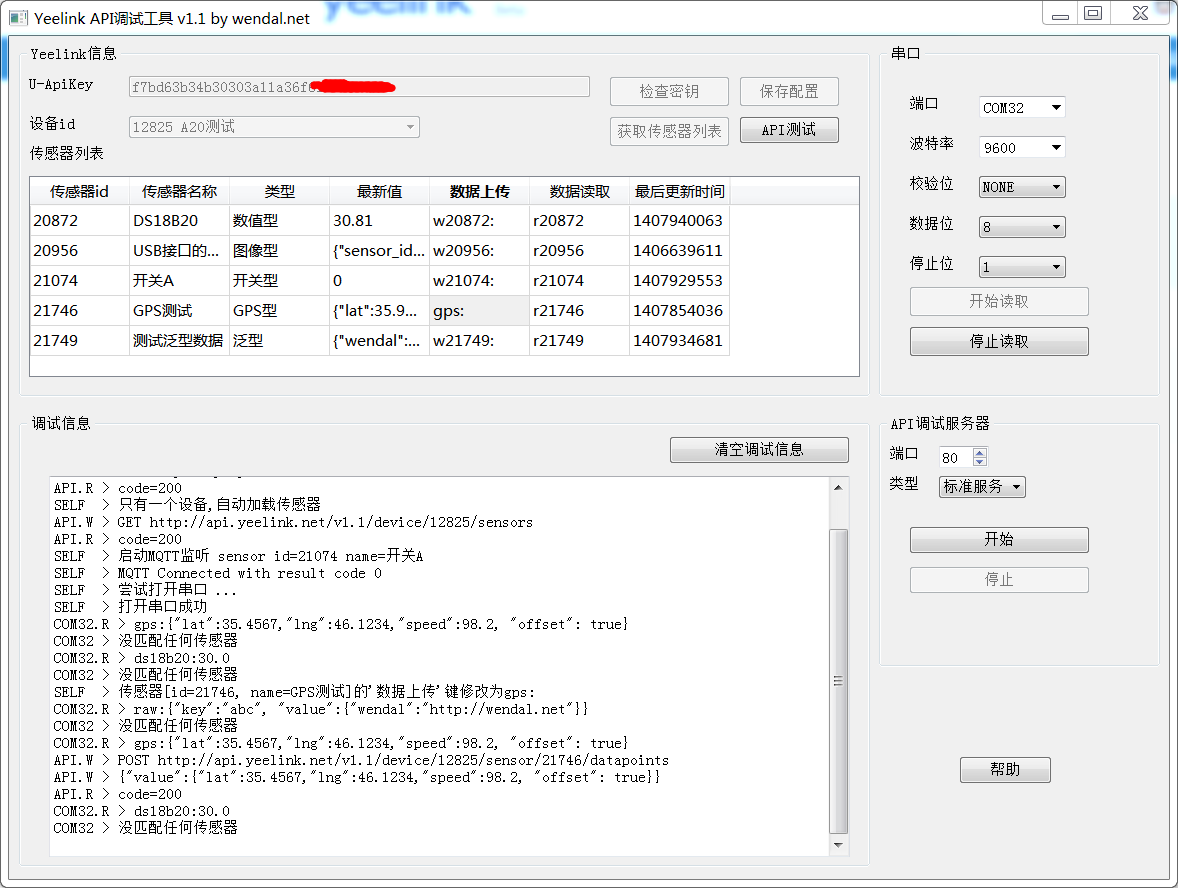 Yeelink API调试工具 v1.1 by wendal.net
Yeelink信息
U-ApiKey
f7bd63b34b30303a11a36f
检查密钥
保存配置
设备id
12825 A20测试
获取传感器列表
API测试
传感器列表
传感器id 传感器名称 类型 最新值 数据上传 数据读取 最后更新时间
20872 DS18B20 数值型 30.81 w20872: r20872 1407940063
20956 USB接口的... 图像型 {"sensor_id... w20956: r20956 1406639611
21074 开关A 开关型 0 w21074: r21074 1407929553
21746 GPS测试 GPS型 {"lat":35.9... gps: r21746 1407854036
21749 测试泛型数据 泛型 {"wendal":... w21749: r21749 1407934681
串口
端口 COM32
波特率 9600
校验位 NONE
数据位 8
停止位 1
开始读取
停止读取
调试信息
清空调试信息
API.R > code=200
SELF > 只有一个设备,自动加载传感器
API.W > GET http://api.yeelink.net/v1.1/device/12825/sensors
API.R > code=200
SELF > 启动MQTT监听 sensor id=21074 name=开关A
SELF > MQTT Connected with result code 0
SELF > 尝试打开串口 ...
SELF > 打开串口成功
COM32.R > gps:{"lat":35.4567,"lng":46.1234,"speed":98.2, "offset": true}
COM32 > 没匹配任何传感器
COM32.R > ds18b20:30.0
COM32 > 没匹配任何传感器
SELF > 传感器[id=21746, name=GPS测试]的'数据上传'键修改为gps:
COM32.R > raw:{"key":"abc", "value":{"wendal":"http://wendal.net"}}
COM32 > 没匹配任何传感器
COM32.R > gps:{"lat":35.4567,"lng":46.1234,"speed":98.2, "offset": true}
API.W > POST http://api.yeelink.net/v1.1/device/12825/sensor/21746/datapoints
API.W > {"value":{"lat":35.4567,"lng":46.1234,"speed":98.2, "offset": true}}
API.R > code=200
COM32.R > ds18b20:30.0
COM32 > 没匹配任何传感器
API调试服务器
端口 80
类型 标准服务
开始
停止
帮助